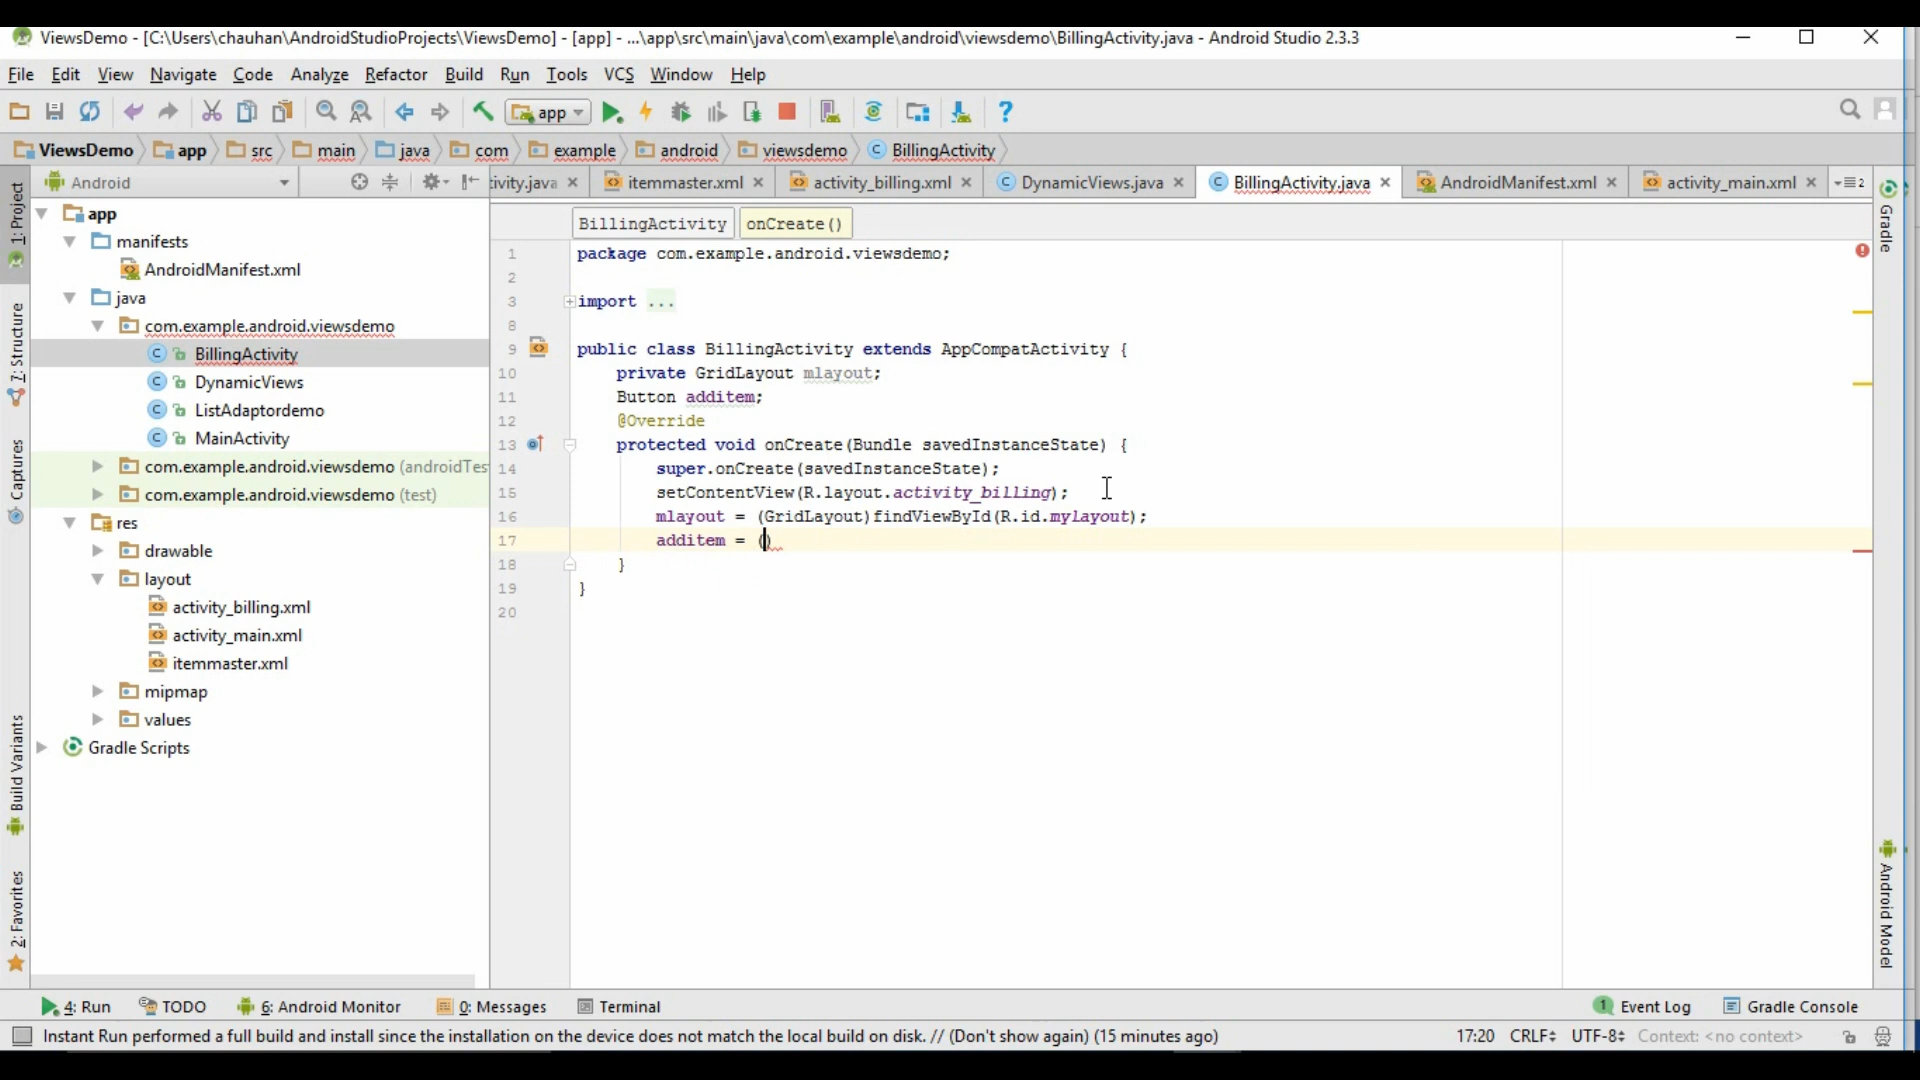 ViewsDemo - [C:\Users\chauhan\AndroidStudioProjects\ViewsDemo] - [app] - ...\app\src\main\java\com\example\android\viewsdemo\BillingActivity.java - Android Studio 2.3.3
File Edit View Navigate Code Analyze Refactor Build Run Tools VCS Window Help
app
ViewsDemo app src main java com example android viewsdemo BillingActivity
Android
ivity.java itemmaster.xml activity_billing.xml DynamicViews.java BillingActivity.java AndroidManifest.xml activity_main.xml 2
1: Project
7: Structure
Captures
Build Variants
2: Favorites
app
manifests
AndroidManifest.xml
java
com.example.android.viewsdemo
BillingActivity
DynamicViews
ListAdaptordemo
MainActivity
com.example.android.viewsdemo (androidTes
com.example.android.viewsdemo (test)
res
drawable
layout
activity_billing.xml
activity_main.xml
itemmaster.xml
mipmap
values
Gradle Scripts
BillingActivity onCreate()
1 package com.example.android.viewsdemo;
2
3 import ...
8
9 public class BillingActivity extends AppCompatActivity {
10 private GridLayout mlayout;
11 Button additem;
12 @Override
13 protected void onCreate(Bundle savedInstanceState) {
14 super.onCreate(savedInstanceState);
15 setContentView(R.layout.activity_billing);
16 mlayout = (GridLayout)findViewById(R.id.mylayout);
17 additem = ()
18 }
19 }
20
Gradle
Android Model
4: Run TODO 6: Android Monitor 0: Messages Terminal 1 Event Log Gradle Console
Instant Run performed a full build and install since the installation on the device does not match the local build on disk. // (Don't show again) (15 minutes ago) 17:20 CRLF UTF-8 Context: <no context>